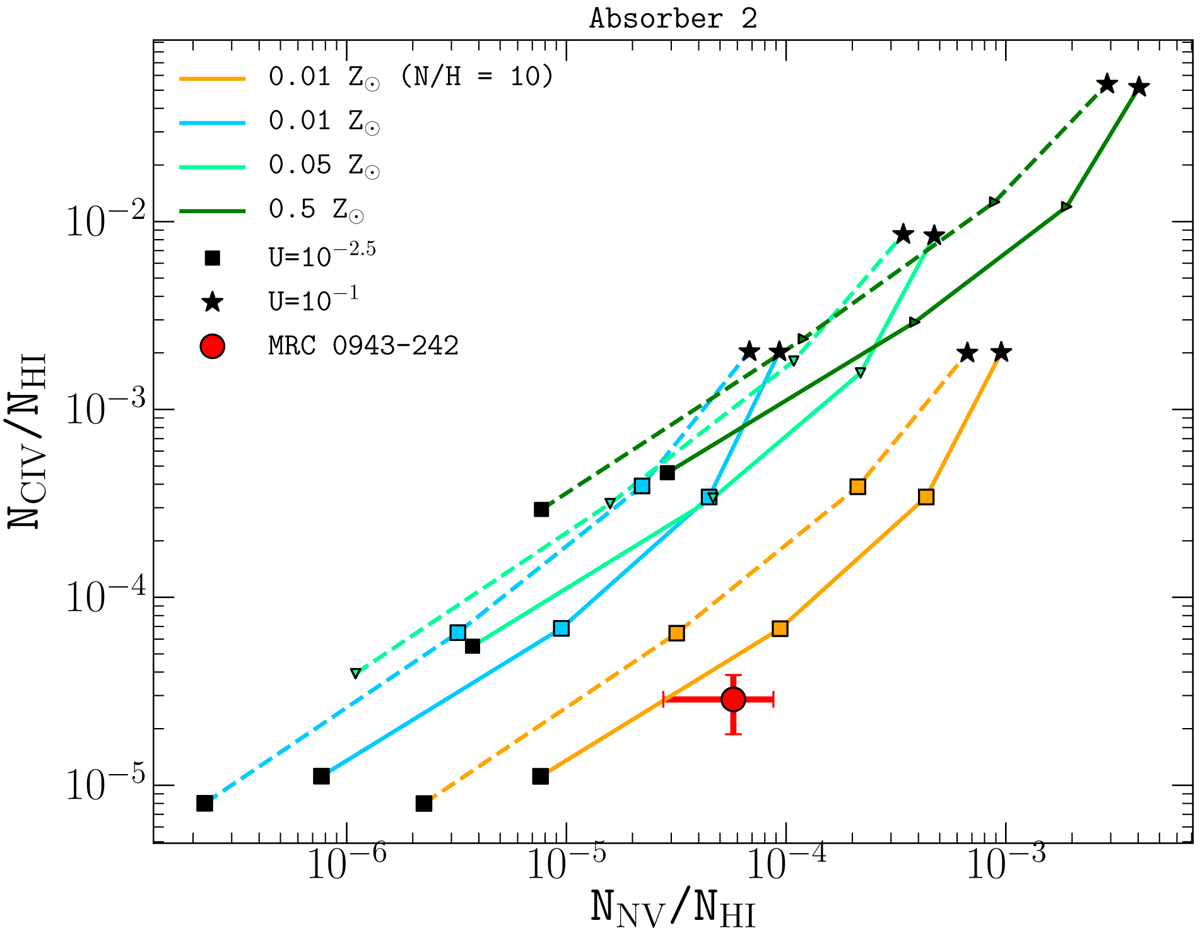 Absorber 2
0.01 Z⊙ (N/H = 10)
0.01 Z⊙
0.05 Z⊙
0.5 Z⊙
U=10⁻²·⁵
U=10⁻¹
MRC 0943-242
10⁻²
10⁻³
10⁻⁴
10⁻⁵
N_CIV/N_HI
10⁻⁶
10⁻⁵
10⁻⁴
10⁻³
N_NV/N_HI